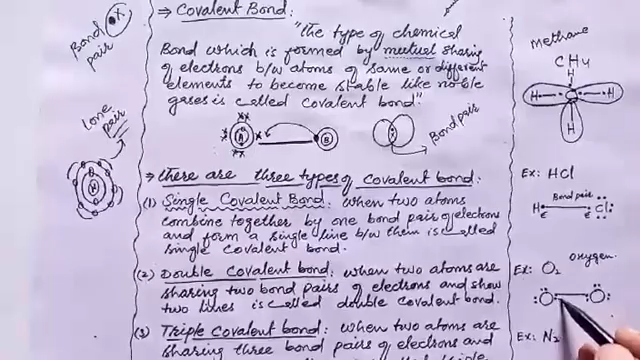 ⇒ Covalent Bond:
"The type of chemical
Bond which is formed by mutual sharing
of electrons b/w atoms of same or different
elements to become stable like noble
gases is called covalent bond"
Bond
pair
X
Lone
pair
N
A
B
Bond pair
Methane
CH4
H
H
C
H
H
⇒ There are three types of covalent bond:
(1) Single Covalent Bond: when two atoms
combine together by one bond pair of electrons
and form a single line b/w them is called
single covalent bond.
Ex: HCl
Bond pair
H
Cl
e
e
(2) Double covalent bond: when two atoms are
sharing two bond pairs of electrons and show
two lines is called double covalent bond.
Ex: O2
oxygen
O
O
(3) Triple covalent bond: when two atoms are
sharing three bond pairs of electrons and
Ex: N2